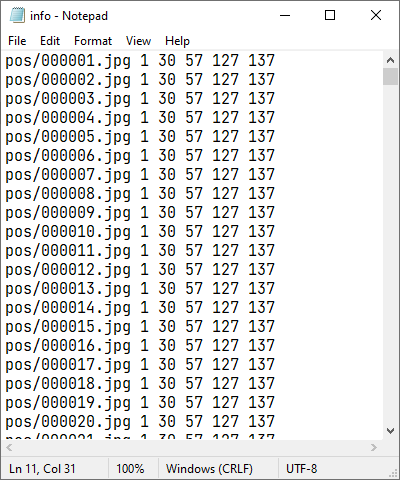 info - Notepad
File Edit Format View Help
pos/000001.jpg 1 30 57 127 137
pos/000002.jpg 1 30 57 127 137
pos/000003.jpg 1 30 57 127 137
pos/000004.jpg 1 30 57 127 137
pos/000005.jpg 1 30 57 127 137
pos/000006.jpg 1 30 57 127 137
pos/000007.jpg 1 30 57 127 137
pos/000008.jpg 1 30 57 127 137
pos/000009.jpg 1 30 57 127 137
pos/000010.jpg 1 30 57 127 137
pos/000011.jpg 1 30 57 127 137
pos/000012.jpg 1 30 57 127 137
pos/000013.jpg 1 30 57 127 137
pos/000014.jpg 1 30 57 127 137
pos/000015.jpg 1 30 57 127 137
pos/000016.jpg 1 30 57 127 137
pos/000017.jpg 1 30 57 127 137
pos/000018.jpg 1 30 57 127 137
pos/000019.jpg 1 30 57 127 137
pos/000020.jpg 1 30 57 127 137
pos/000021.jpg 1 30 57 127 137
Ln 11, Col 31 100% Windows (CRLF) UTF-8